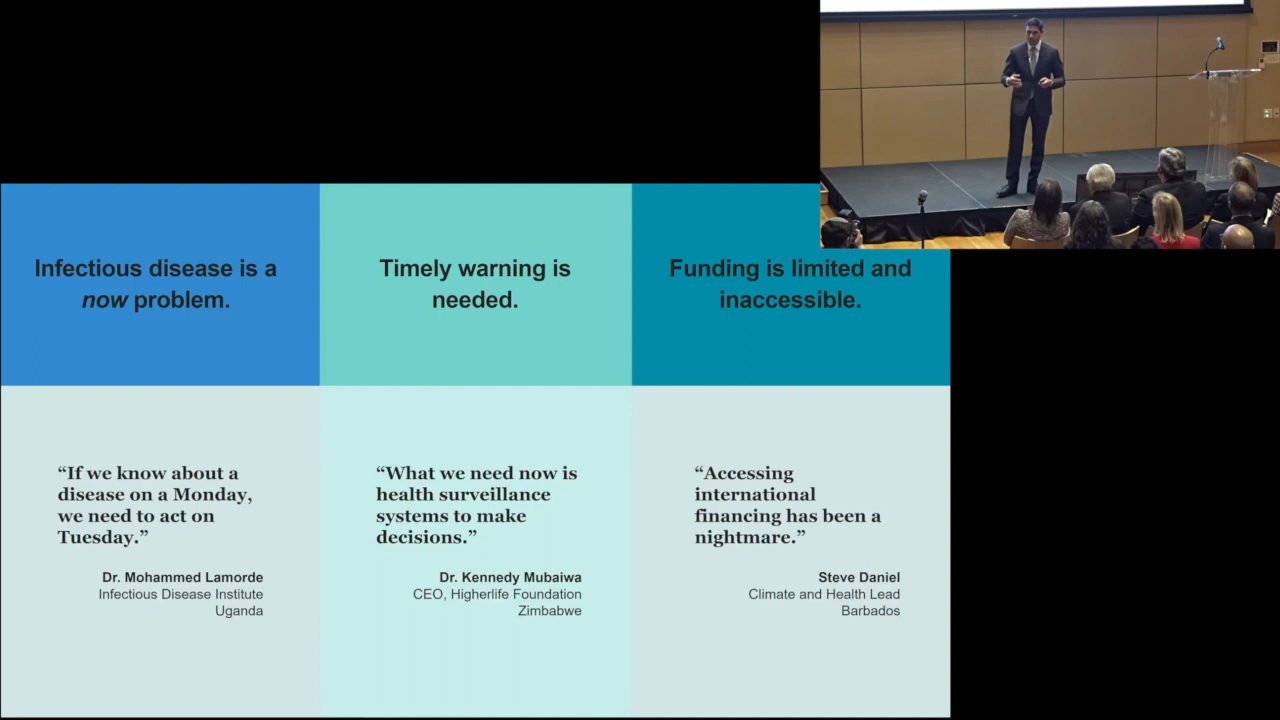 Infectious disease is a
now problem.
Timely warning is
needed.
Funding is limited and
inaccessible.
“If we know about a
disease on a Monday,
we need to act on
Tuesday.”
Dr. Mohammed Lamorde
Infectious Disease Institute
Uganda
“What we need now is
health surveillance
systems to make
decisions.”
Dr. Kennedy Mubaiwa
CEO, Higherlife Foundation
Zimbabwe
“Accessing
international
financing has been a
nightmare.”
Steve Daniel
Climate and Health Lead
Barbados